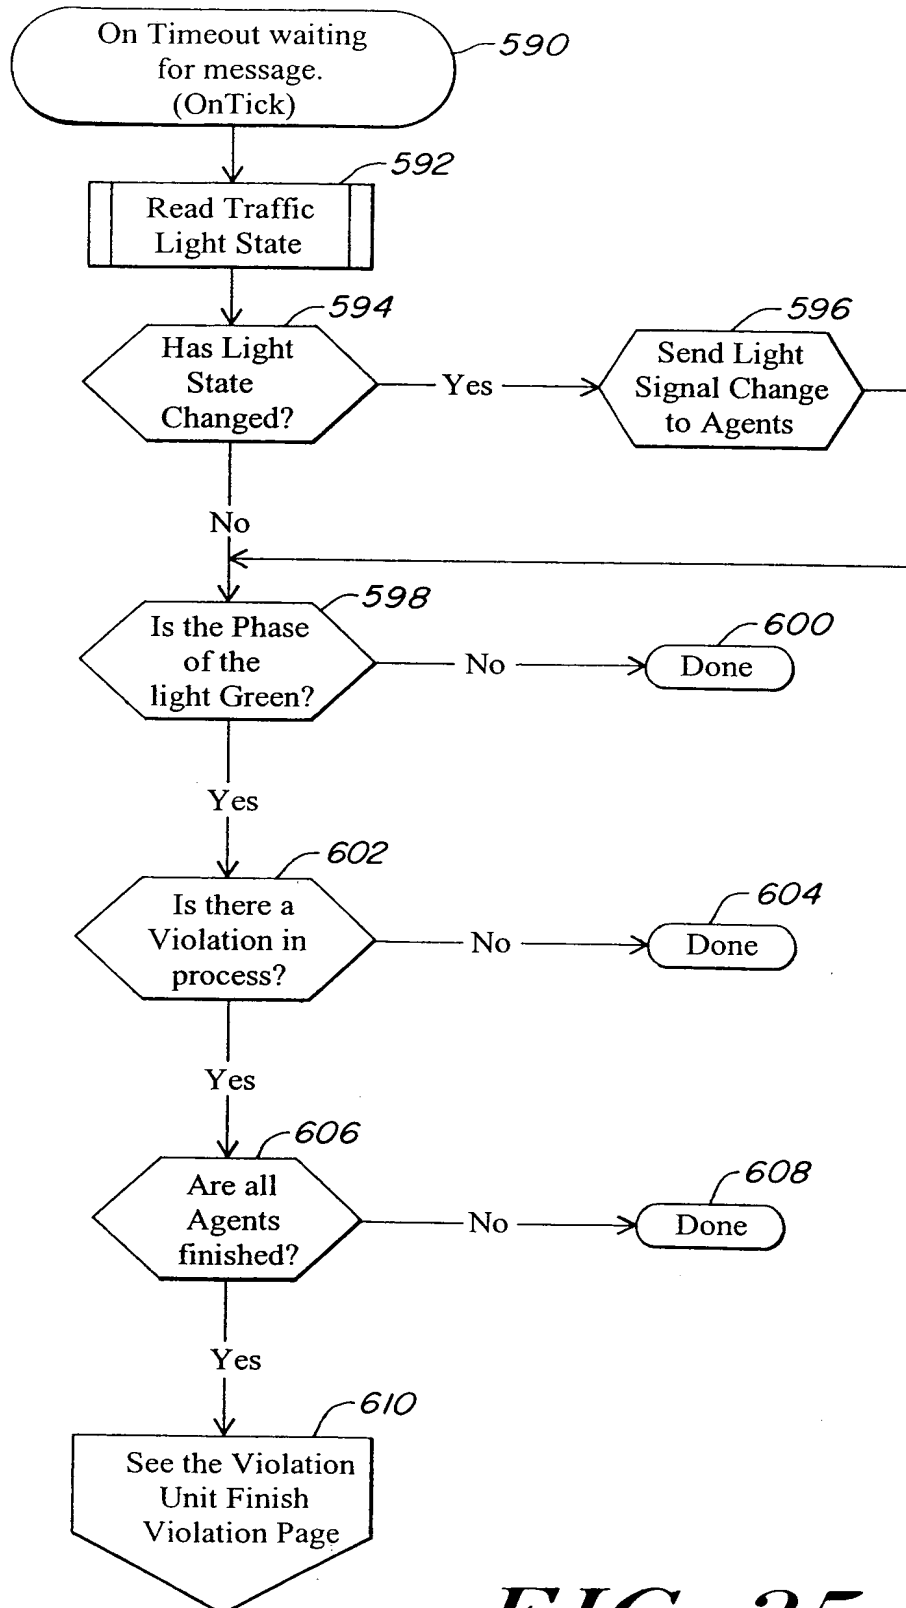 On Timeout waiting
for message.
(OnTick)
590
592
Read Traffic
Light State
594
Has Light
State
Changed?
Yes
596
Send Light
Signal Change
to Agents
No
598
Is the Phase
of the
light Green?
No
600
Done
Yes
602
Is there a
Violation in
process?
No
604
Done
Yes
606
Are all
Agents
finished?
No
608
Done
Yes
610
See the Violation
Unit Finish
Violation Page